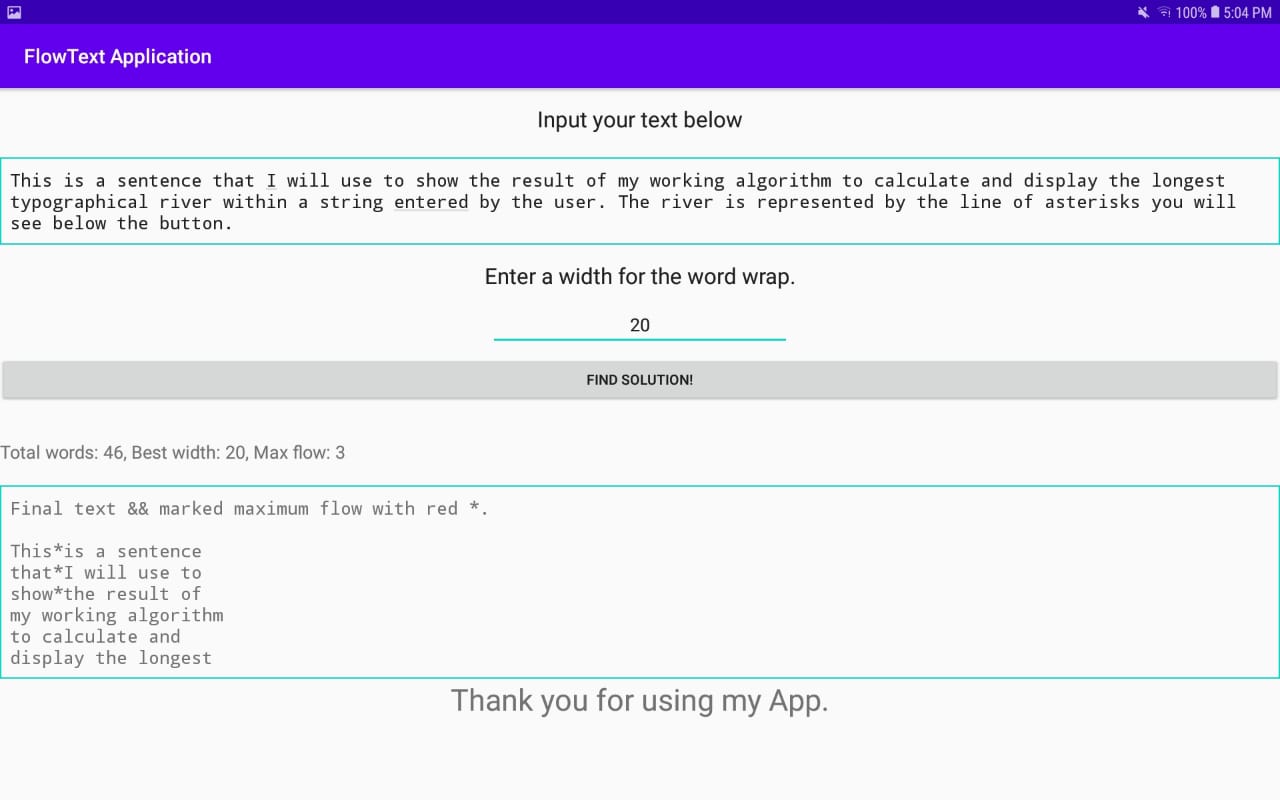 100% 5:04 PM
FlowText Application
Input your text below
This is a sentence that I will use to show the result of my working algorithm to calculate and display the longest
typographical river within a string entered by the user. The river is represented by the line of asterisks you will
see below the button.
Enter a width for the word wrap.
20
FIND SOLUTION!
Total words: 46, Best width: 20, Max flow: 3
Final text && marked maximum flow with red *.
This*is a sentence
that*I will use to
show*the result of
my working algorithm
to calculate and
display the longest
Thank you for using my App.